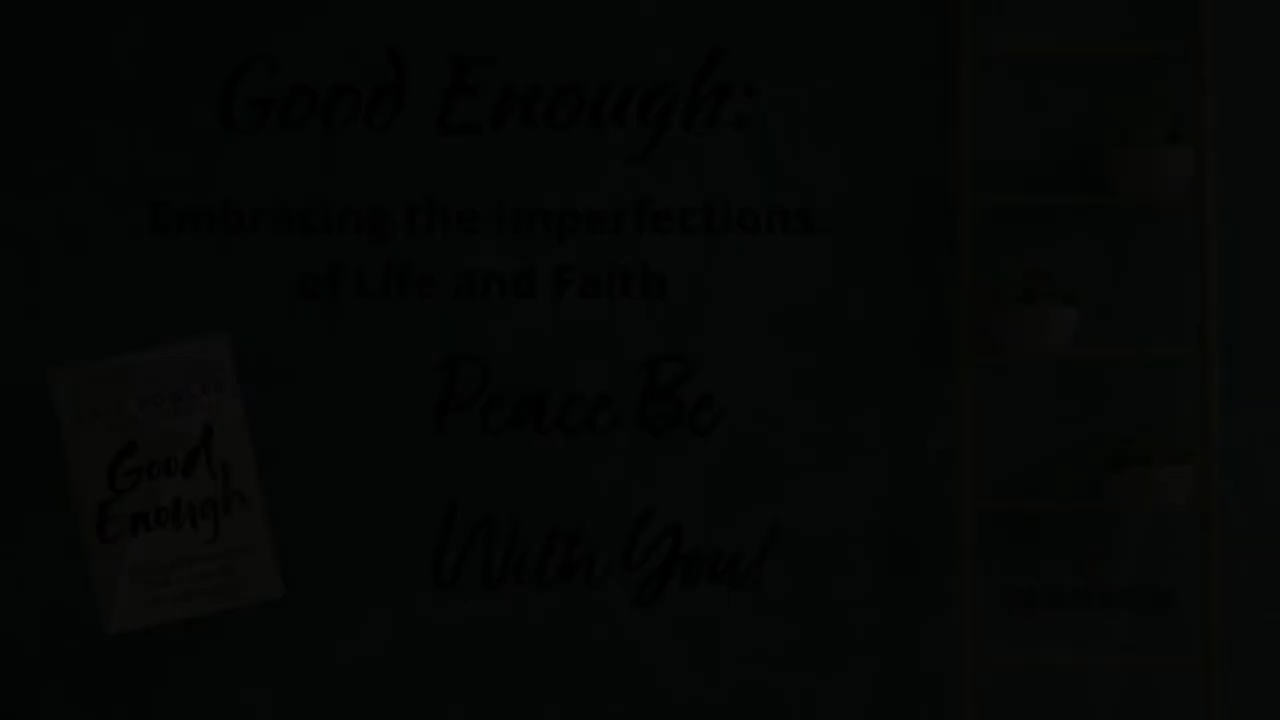 Good Enough:
Embracing the Imperfections
of Life and Faith
Peace Be
With You!
Good
Enough